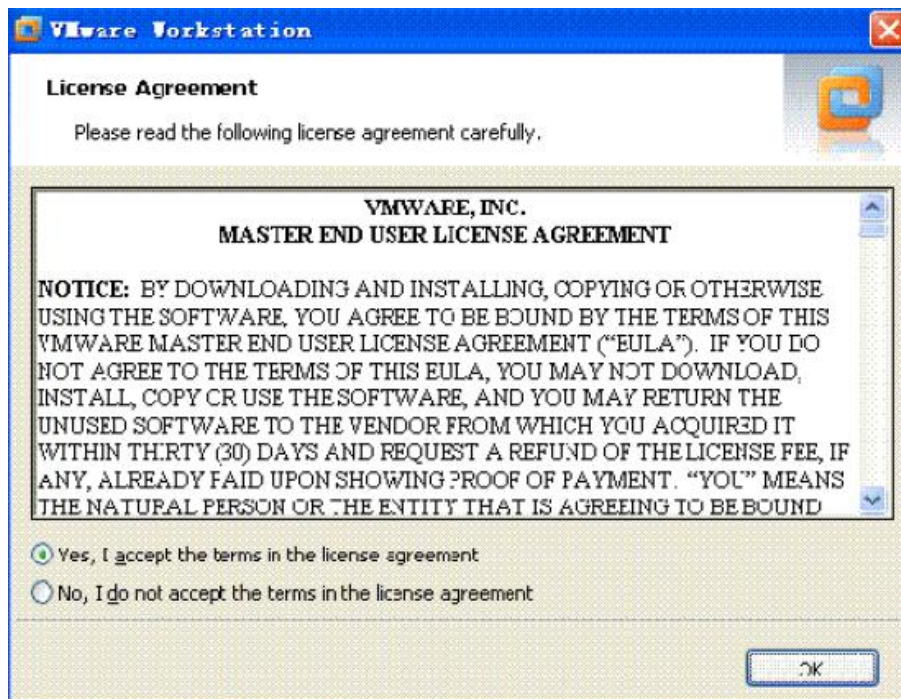 VMware Workstation
License Agreement
Please read the following license agreement carefully.
VMWARE, INC.
MASTER END USER LICENSE AGREEMENT
NOTICE: BY DOWNLOADING AND INSTALLING, COPYING OR OTHERWISE
USING THE SOFTWARE, YOU AGREE TO BE BOUND BY THE TERMS OF THIS
VMWARE MASTER END USER LICENSE AGREEMENT (“EULA”). IF YOU DO
NOT AGREE TO THE TERMS OF THIS EULA, YOU MAY NOT DOWNLOAD,
INSTALL, COPY OR USE THE SOFTWARE, AND YOU MAY RETURN THE
UNUSED SOFTWARE TO THE VENDOR FROM WHICH YOU ACQUIRED IT
WITHIN THIRTY (30) DAYS AND REQUEST A REFUND OF THE LICENSE FEE, IF
ANY, ALREADY PAID UPON SHOWING PROOF OF PAYMENT. “YOU” MEANS
THE NATURAL PERSON OR THE ENTITY THAT IS AGREEING TO BE BOUND
Yes, I accept the terms in the license agreement
No, I do not accept the terms in the license agreement
OK